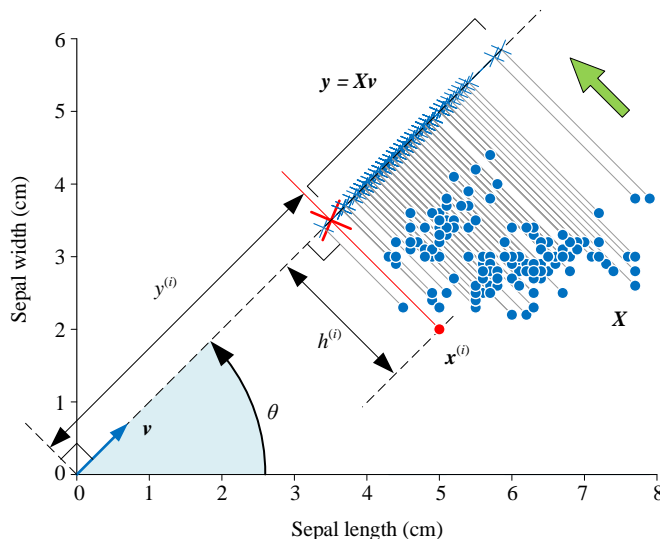 6
5
4
3
2
1
0
Sepal width (cm)
y = Xv
y⁽ⁱ⁾
h⁽ⁱ⁾
x⁽ⁱ⁾
X
v
θ
0 1 2 3 4 5 6 7 8
Sepal length (cm)